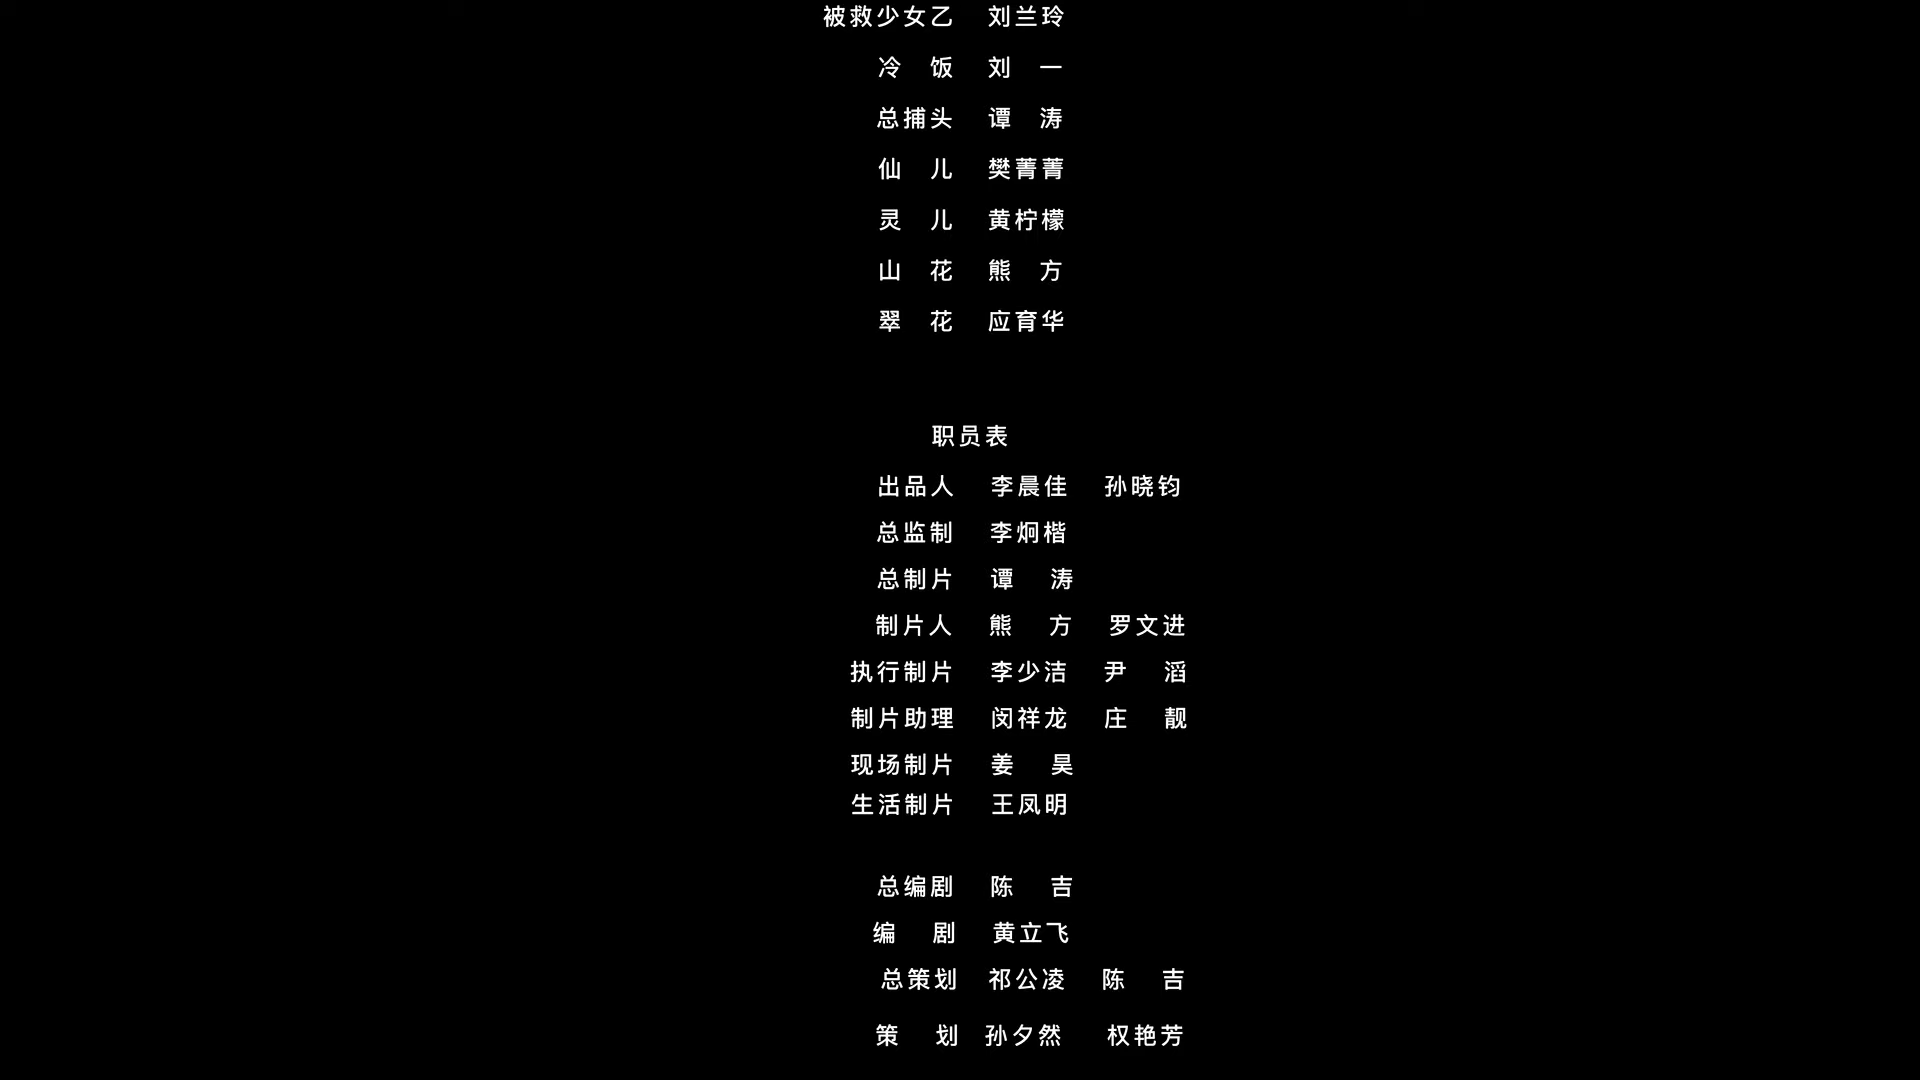 被救少女乙 刘兰玲
冷 饭 刘 一
总捕头 谭 涛
仙 儿 樊菁菁
灵 儿 黄柠檬
山 花 熊 方
翠 花 应育华
职员表
出品人 李晨佳 孙晓钧
总监制 李炯楷
总制片 谭 涛
制片人 熊 方 罗文进
执行制片 李少洁 尹 滔
制片助理 闵祥龙 庄 靓
现场制片 姜 昊
生活制片 王凤明
总编剧 陈 吉
编 剧 黄立飞
总策划 祁公凌 陈 吉
策 划 孙夕然 权艳芳